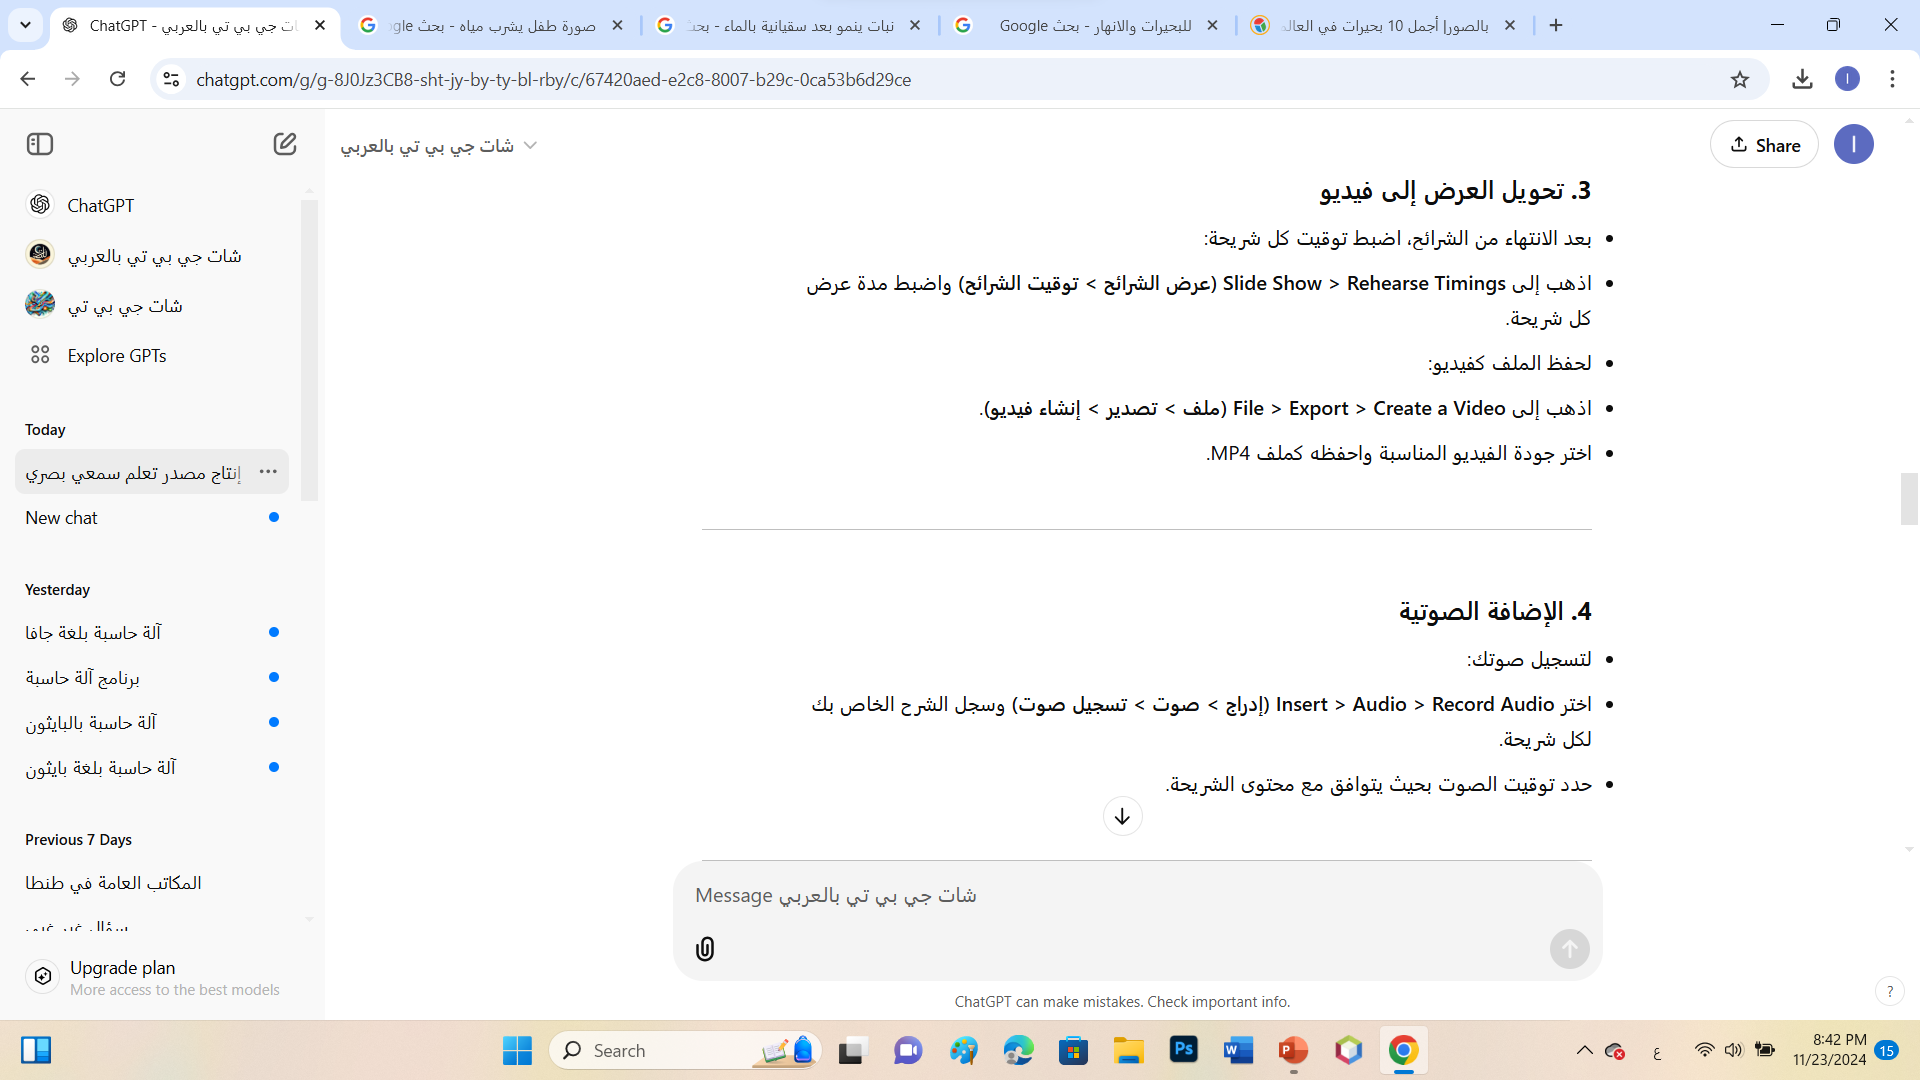 ChatGPT - شات جي بي تي بالعربي
صورة طفل يشرب مياه - بحث Google
نبات ينمو بعد سقيانية بالماء - بحث
للبحيرات والانهار - بحث Google
بالصور| أجمل 10 بحيرات في العالم
chatgpt.com/g/g-8J0Jz3CB8-sht-jy-by-ty-bl-rby/c/67420aed-e2c8-8007-b29c-0ca53b6d29ce
I
شات جي بي تي بالعربي
Share
I
ChatGPT
شات جي بي تي بالعربي
شات جي بي تي
Explore GPTs
Today
إنتاج مصدر تعلم سمعي بصري
New chat
Yesterday
آلة حاسبة بلغة جافا
برنامج آلة حاسبة
آلة حاسبة بالبايثون
آلة حاسبة بلغة بايثون
Previous 7 Days
المكاتب العامة في طنطا
سؤال غير غبي
Upgrade plan
More access to the best models
3. تحويل العرض إلى فيديو
بعد الانتهاء من الشرائح، اضبط توقيت كل شريحة:
اذهب إلى Slide Show > Rehearse Timings (عرض الشرائح > توقيت الشرائح) واضبط مدة عرض
كل شريحة.
لحفظ الملف كفيديو:
اذهب إلى File > Export > Create a Video (ملف > تصدير > إنشاء فيديو).
اختر جودة الفيديو المناسبة واحفظه كملف MP4.
4. الإضافة الصوتية
لتسجيل صوتك:
اختر Insert > Audio > Record Audio (إدراج > صوت > تسجيل صوت) وسجل الشرح الخاص بك
لكل شريحة.
حدد توقيت الصوت بحيث يتوافق مع محتوى الشريحة.
Message شات جي بي تي بالعربي
ChatGPT can make mistakes. Check important info.
?
Search
Ps
W
P
ع
8:42 PM
11/23/2024
15